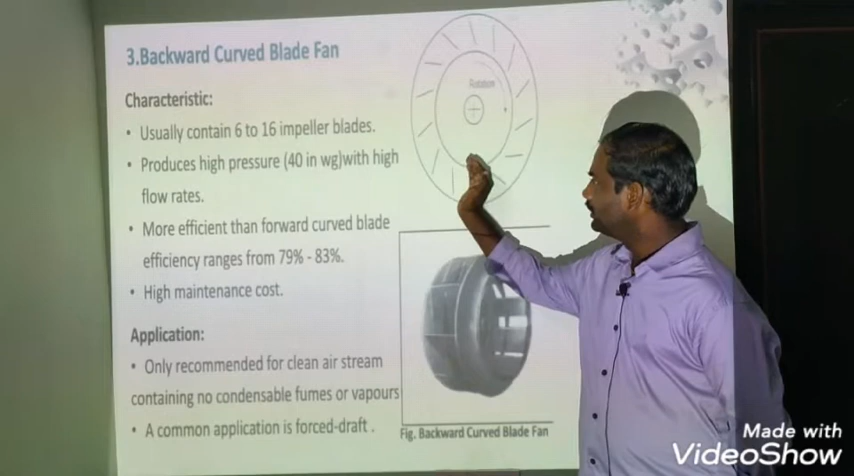 3.Backward Curved Blade Fan
Characteristic:
• Usually contain 6 to 16 impeller blades.
• Produces high pressure (40 in wg)with high
flow rates.
• More efficient than forward curved blade
efficiency ranges from 79% - 83%.
• High maintenance cost.
Application:
• Only recommended for clean air stream
containing no condensable fumes or vapours
• A common application is forced-draft .
Rotation
Fig. Backward Curved Blade Fan
Made with
VideoShow